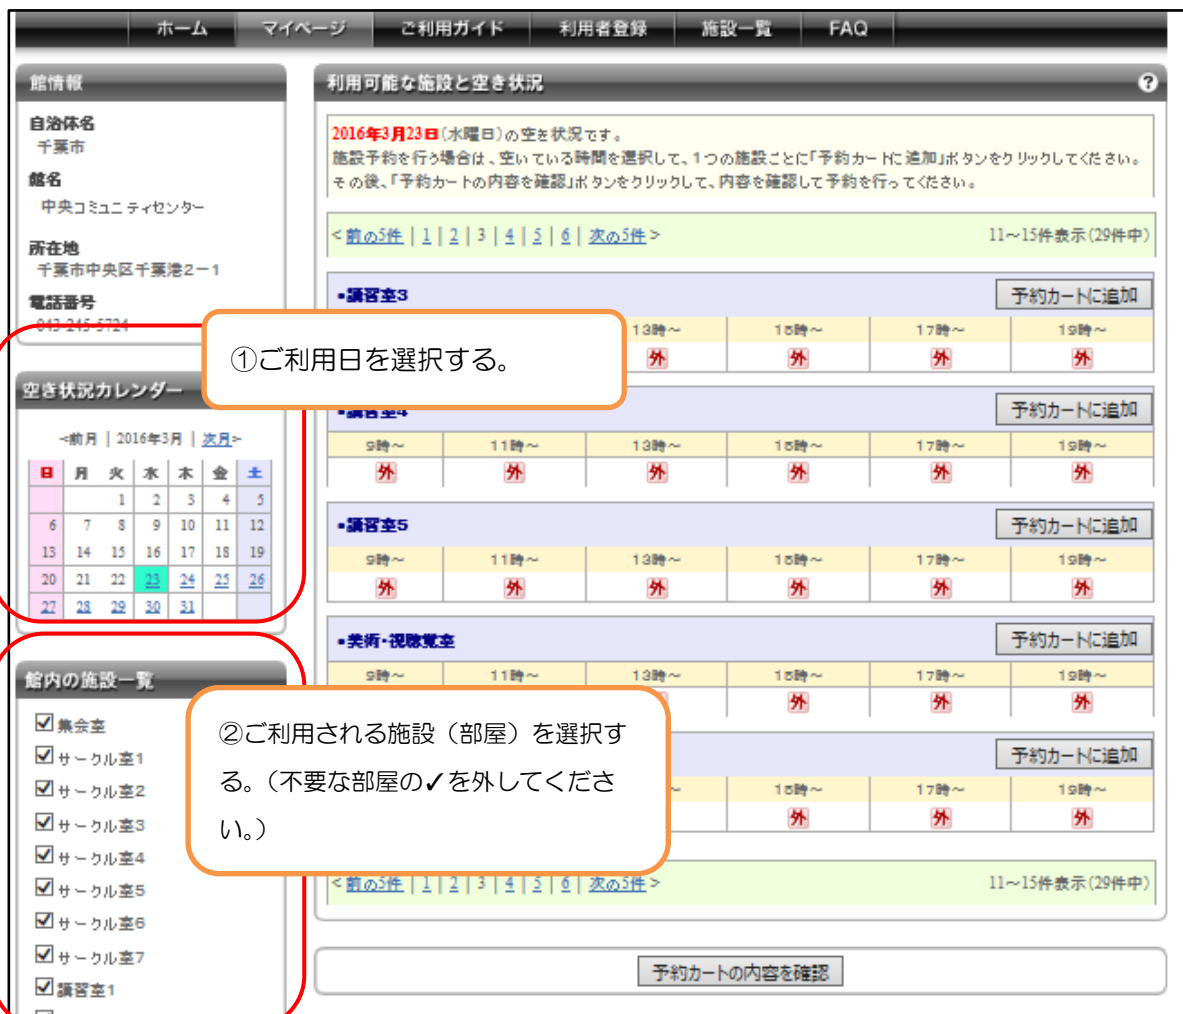 ホーム マイページ ご利用ガイド 利用者登録 施設一覧 FAQ
館情報
自治体名
千葉市
館名
中央コミュニティセンター
所在地
千葉市中央区千葉港2-1
電話番号
043-245-5724
空き状況カレンダー
<前月 | 2016年3月 | 次月>
日 月 火 水 木 金 土
1 2 3 4 5
6 7 8 9 10 11 12
13 14 15 16 17 18 19
20 21 22 23 24 25 26
27 28 29 30 31
館内の施設一覧
集会室
サークル室1
サークル室2
サークル室3
サークル室4
サークル室5
サークル室6
サークル室7
講習室1
①ご利用日を選択する。
②ご利用される施設（部屋）を選択す
る。（不要な部屋の✓を外してくださ
い。）
利用可能な施設と空き状況 ?
2016年3月23日(水曜日)の空き状況です。
施設予約を行う場合は、空いている時間を選択して、1つの施設ごとに「予約カートに追加」ボタンをクリックしてください。
その後、「予約カートの内容を確認」ボタンをクリックして、内容を確認して予約を行ってください。
<前の5件 | 1 | 2 | 3 | 4 | 5 | 6 | 次の5件> 11～15件表示(29件中)
▪講習室3 予約カートに追加
13時～ 15時～ 17時～ 19時～
外 外 外 外
▪講習室4 予約カートに追加
9時～ 11時～ 13時～ 15時～ 17時～ 19時～
外 外 外 外 外 外
▪講習室5 予約カートに追加
9時～ 11時～ 13時～ 15時～ 17時～ 19時～
外 外 外 外 外 外
▪美術・視聴覚室 予約カートに追加
9時～ 11時～ 13時～ 15時～ 17時～ 19時～
外 外 外
予約カートに追加
15時～ 17時～ 19時～
外 外 外
<前の5件 | 1 | 2 | 3 | 4 | 5 | 6 | 次の5件> 11～15件表示(29件中)
予約カートの内容を確認